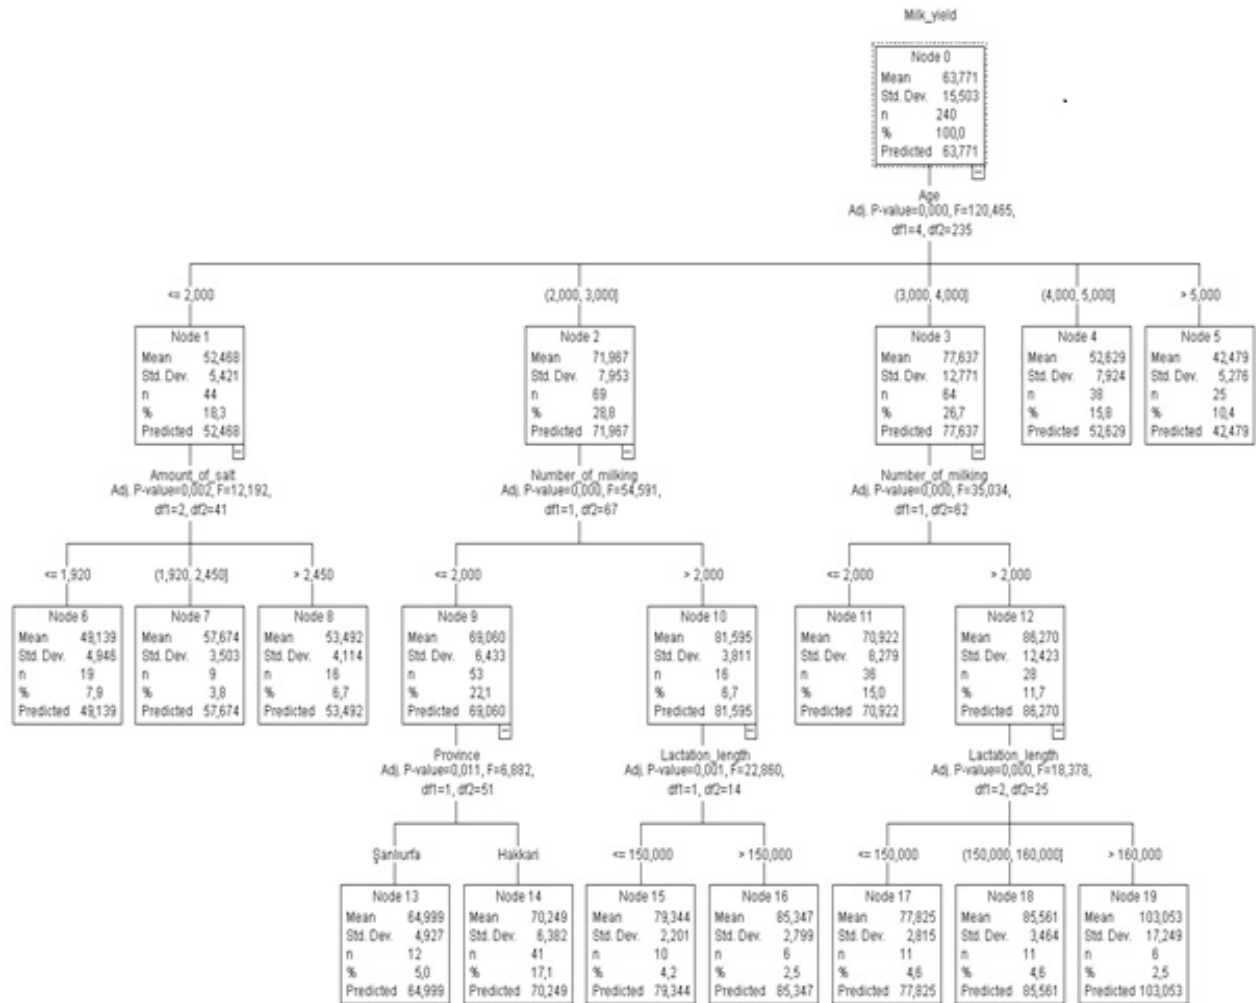 Milk_yield
Node 0
Mean 63,771
Std. Dev. 15,503
n 240
% 100,0
Predicted 63,771
Age
Adj. P-value=0,000, F=120,465,
df1=4, df2=235
<= 2,000
(2,000, 3,000]
(3,000, 4,000]
(4,000, 5,000]
> 5,000
Node 1
Mean 52,468
Std. Dev. 5,421
n 44
% 18,3
Predicted 52,468
Node 2
Mean 71,967
Std. Dev. 7,953
n 69
% 28,8
Predicted 71,967
Node 3
Mean 77,637
Std. Dev. 12,771
n 64
% 26,7
Predicted 77,637
Node 4
Mean 52,629
Std. Dev. 7,924
n 38
% 15,8
Predicted 52,629
Node 5
Mean 42,479
Std. Dev. 5,276
n 25
% 10,4
Predicted 42,479
Amount_of_salt
Adj. P-value=0,002, F=12,192,
df1=2, df2=41
Number_of_milking
Adj. P-value=0,000, F=54,591,
df1=1, df2=67
Number_of_milking
Adj. P-value=0,000, F=35,034,
df1=1, df2=62
<= 1,920
(1,920, 2,450]
> 2,450
<= 2,000
> 2,000
<= 2,000
> 2,000
Node 6
Mean 49,139
Std. Dev. 4,946
n 19
% 7,9
Predicted 49,139
Node 7
Mean 57,674
Std. Dev. 3,503
n 9
% 3,8
Predicted 57,674
Node 8
Mean 53,492
Std. Dev. 4,114
n 16
% 6,7
Predicted 53,492
Node 9
Mean 69,060
Std. Dev. 6,433
n 53
% 22,1
Predicted 69,060
Node 10
Mean 81,595
Std. Dev. 3,811
n 16
% 6,7
Predicted 81,595
Node 11
Mean 70,922
Std. Dev. 8,279
n 36
% 15,0
Predicted 70,922
Node 12
Mean 86,270
Std. Dev. 12,423
n 28
% 11,7
Predicted 86,270
Province
Adj. P-value=0,011, F=6,882,
df1=1, df2=51
Lactation_length
Adj. P-value=0,001, F=22,860,
df1=1, df2=14
Lactation_length
Adj. P-value=0,000, F=18,378,
df1=2, df2=25
Şanlıurfa
Hakkari
<= 150,000
> 150,000
<= 150,000
(150,000, 160,000]
> 160,000
Node 13
Mean 64,999
Std. Dev. 4,927
n 12
% 5,0
Predicted 64,999
Node 14
Mean 70,249
Std. Dev. 6,382
n 41
% 17,1
Predicted 70,249
Node 15
Mean 79,344
Std. Dev. 2,201
n 10
% 4,2
Predicted 79,344
Node 16
Mean 85,347
Std. Dev. 2,799
n 6
% 2,5
Predicted 85,347
Node 17
Mean 77,825
Std. Dev. 2,815
n 11
% 4,6
Predicted 77,825
Node 18
Mean 85,561
Std. Dev. 3,464
n 11
% 4,6
Predicted 85,561
Node 19
Mean 103,053
Std. Dev. 17,249
n 6
% 2,5
Predicted 103,053